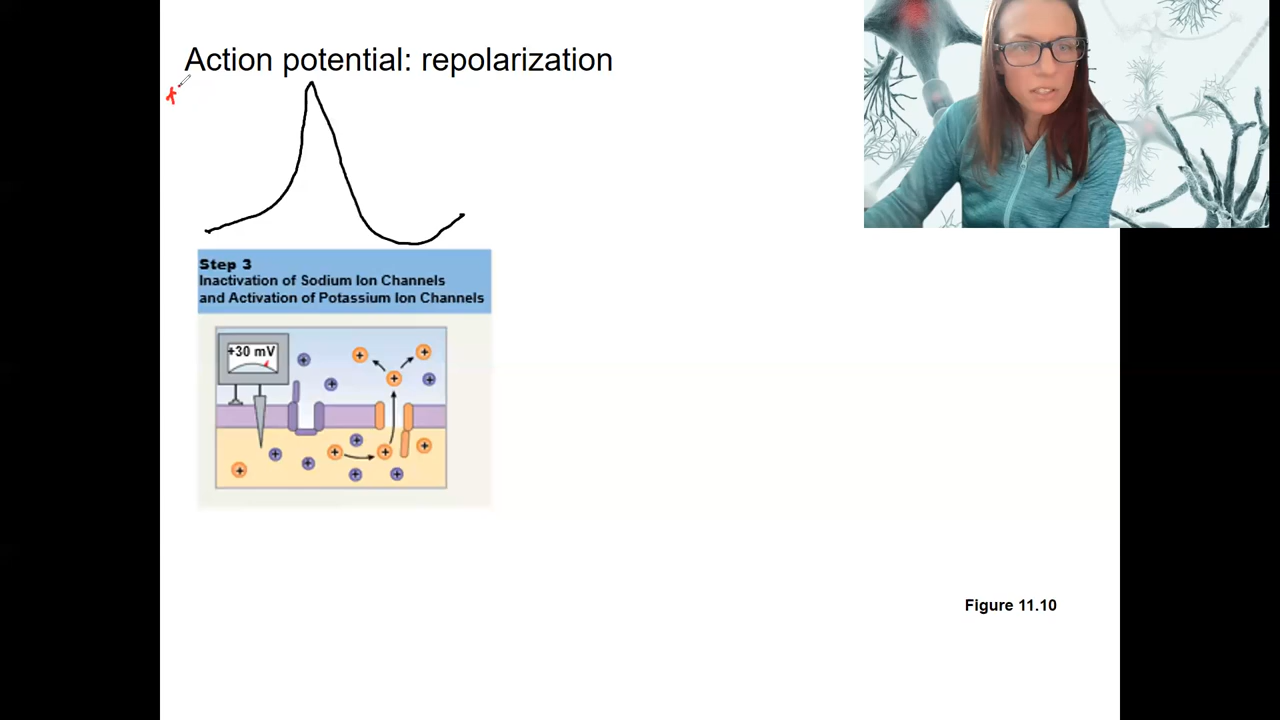 Action potential: repolarization
Step 3
Inactivation of Sodium Ion Channels
and Activation of Potassium Ion Channels
+30 mV
Figure 11.10